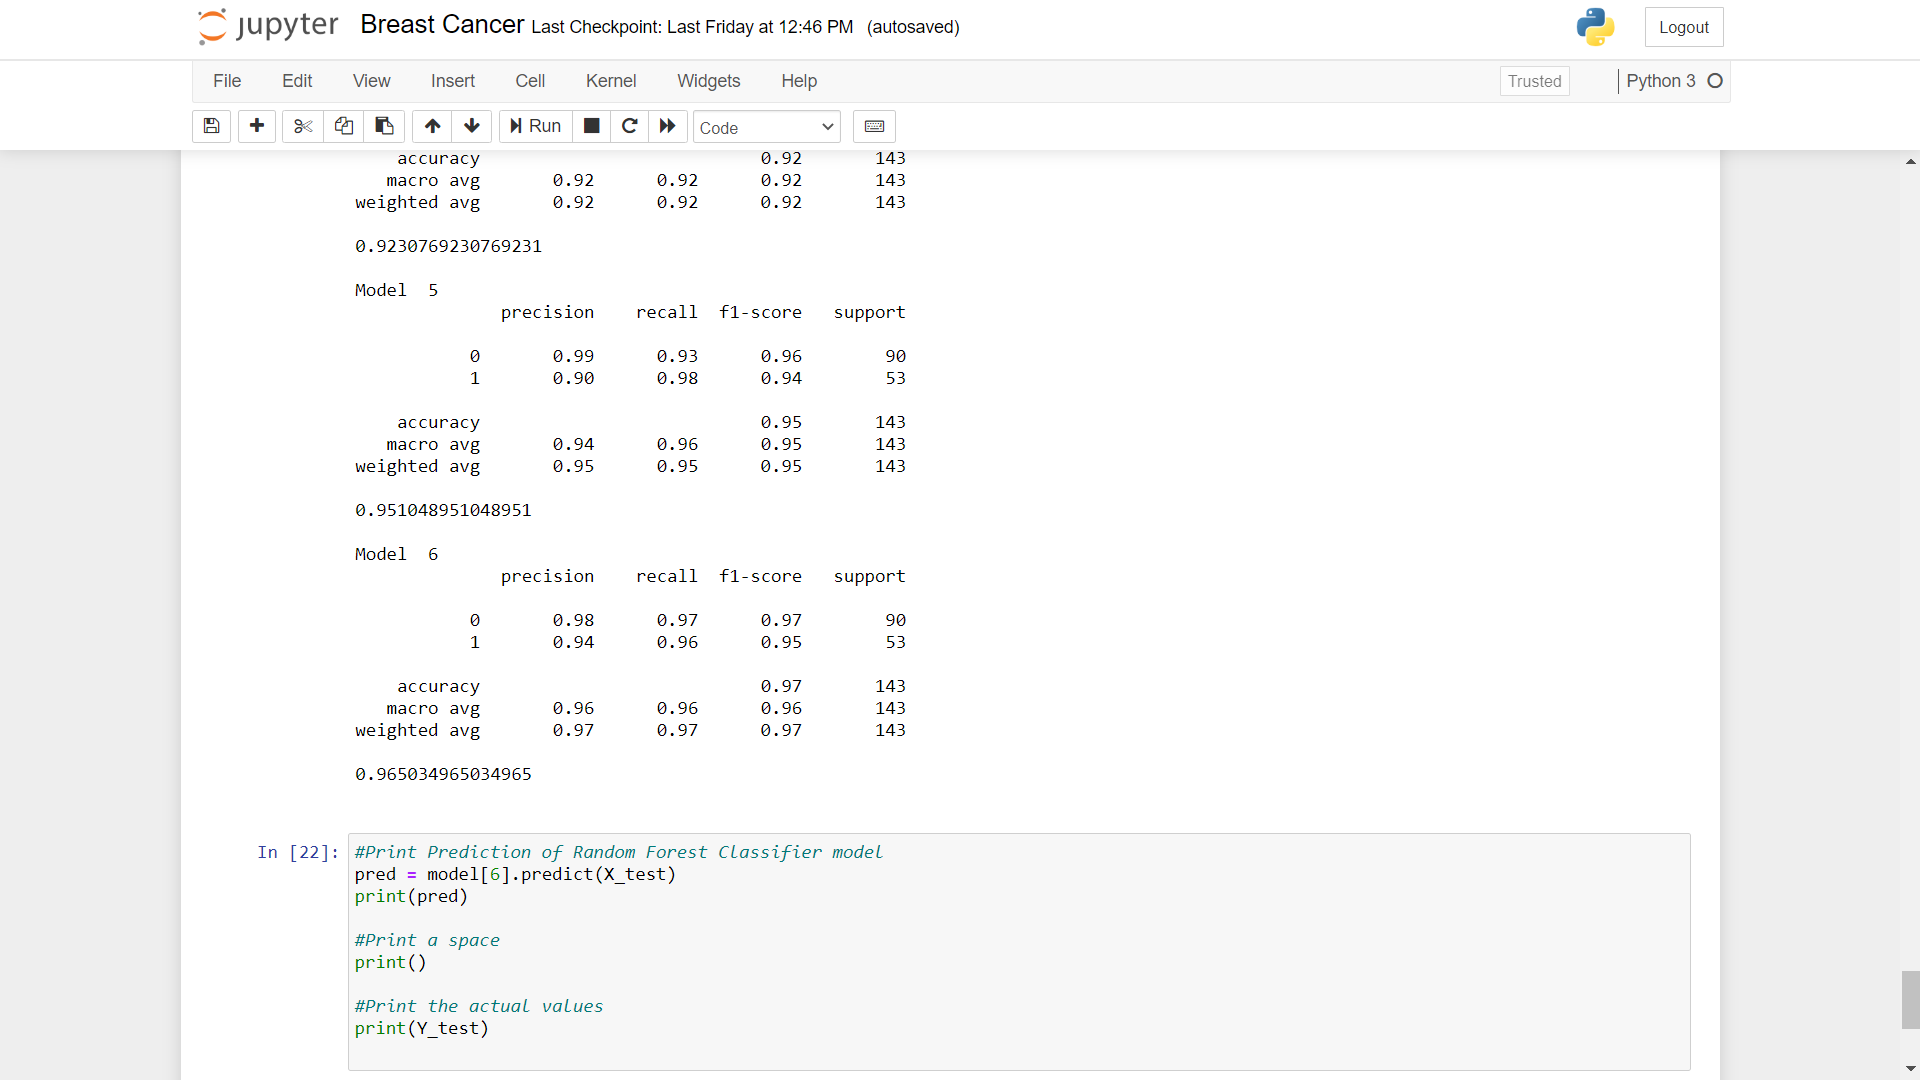 jupyter Breast Cancer Last Checkpoint: Last Friday at 12:46 PM (autosaved) Logout
File Edit View Insert Cell Kernel Widgets Help Trusted Python 3
Run Code
accuracy 0.92 143
macro avg 0.92 0.92 0.92 143
weighted avg 0.92 0.92 0.92 143
0.9230769230769231
Model 5
precision recall f1-score support
0 0.99 0.93 0.96 90
1 0.90 0.98 0.94 53
accuracy 0.95 143
macro avg 0.94 0.96 0.95 143
weighted avg 0.95 0.95 0.95 143
0.951048951048951
Model 6
precision recall f1-score support
0 0.98 0.97 0.97 90
1 0.94 0.96 0.95 53
accuracy 0.97 143
macro avg 0.96 0.96 0.96 143
weighted avg 0.97 0.97 0.97 143
0.965034965034965
In [22]: #Print Prediction of Random Forest Classifier model
pred = model[6].predict(X_test)
print(pred)
#Print a space
print()
#Print the actual values
print(Y_test)